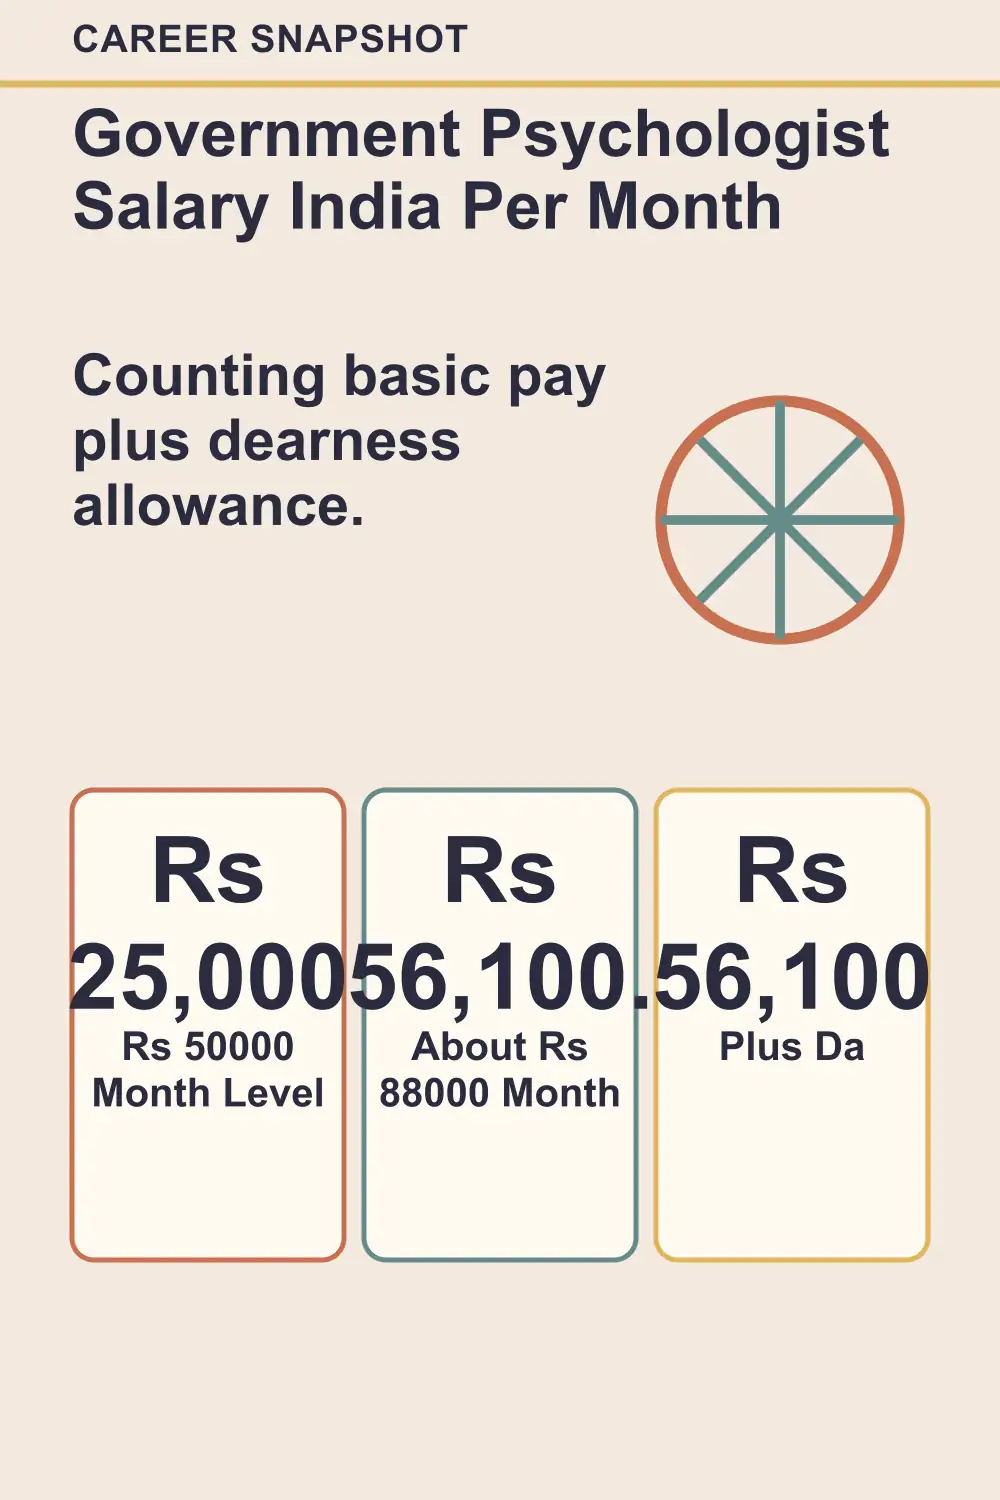 CAREER SNAPSHOT
Government Psychologist
Salary India Per Month
Counting basic pay
plus dearness
allowance.
Rs
25,000
Rs 50000
Month Level
Rs
56,100.
About Rs
88000 Month
Rs
56,100
Plus Da